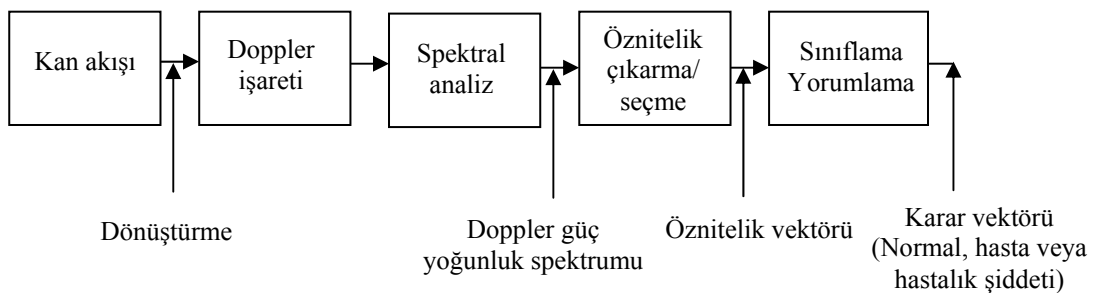 Kan akışı
Doppler
işareti
Spektral
analiz
Öznitelik
çıkarma/
seçme
Sınıflama
Yorumlama
Dönüştürme
Doppler güç
yoğunluk spektrumu
Öznitelik vektörü
Karar vektörü
(Normal, hasta veya
hastalık şiddeti)